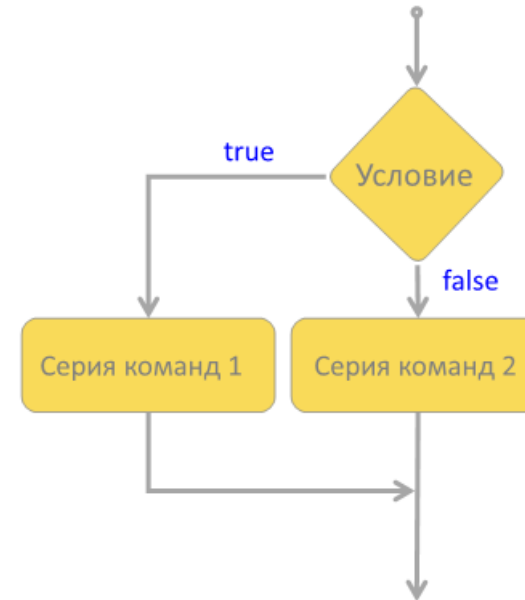 Условие
true
false
Серия команд 1
Серия команд 2